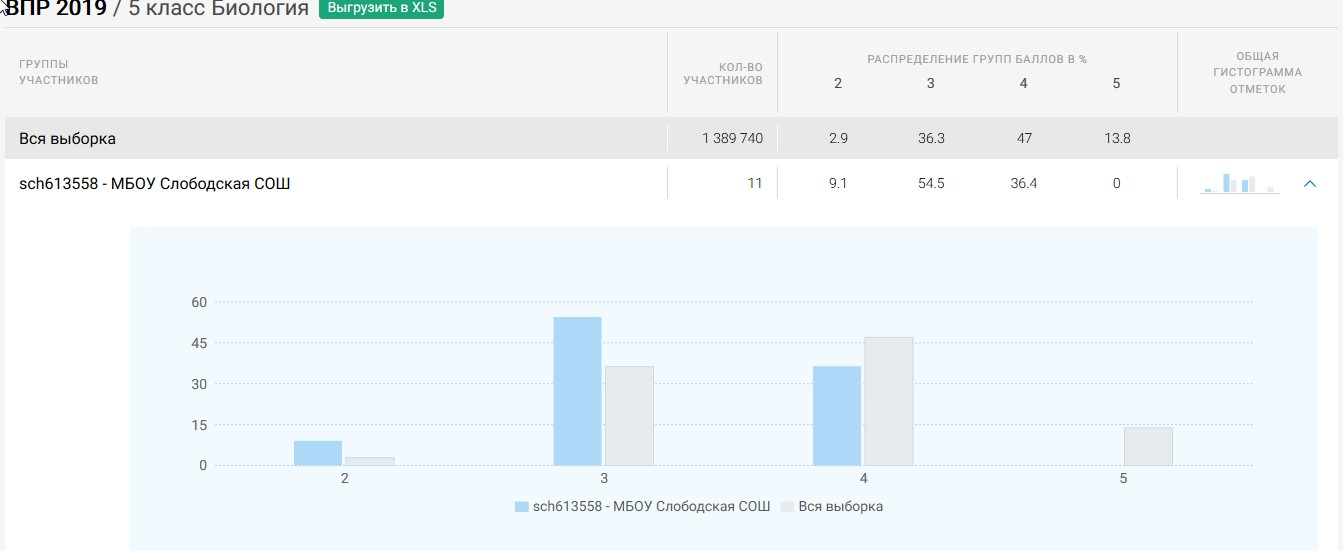 ВПР 2019 / 5 класс Биология Выгрузить в XLS
ГРУППЫ УЧАСТНИКОВ
КОЛ-ВО УЧАСТНИКОВ
РАСПРЕДЕЛЕНИЕ ГРУПП БАЛЛОВ В %
2 3 4 5
ОБЩАЯ
ГИСТОГРАММА
ОТМЕТОК
Вся выборка 1 389 740 2.9 36.3 47 13.8
sch613558 - МБОУ Слободская СОШ 11 9.1 54.5 36.4 0
60
45
30
15
0
2 3 4 5
sch613558 - МБОУ Слободская СОШ Вся выборка